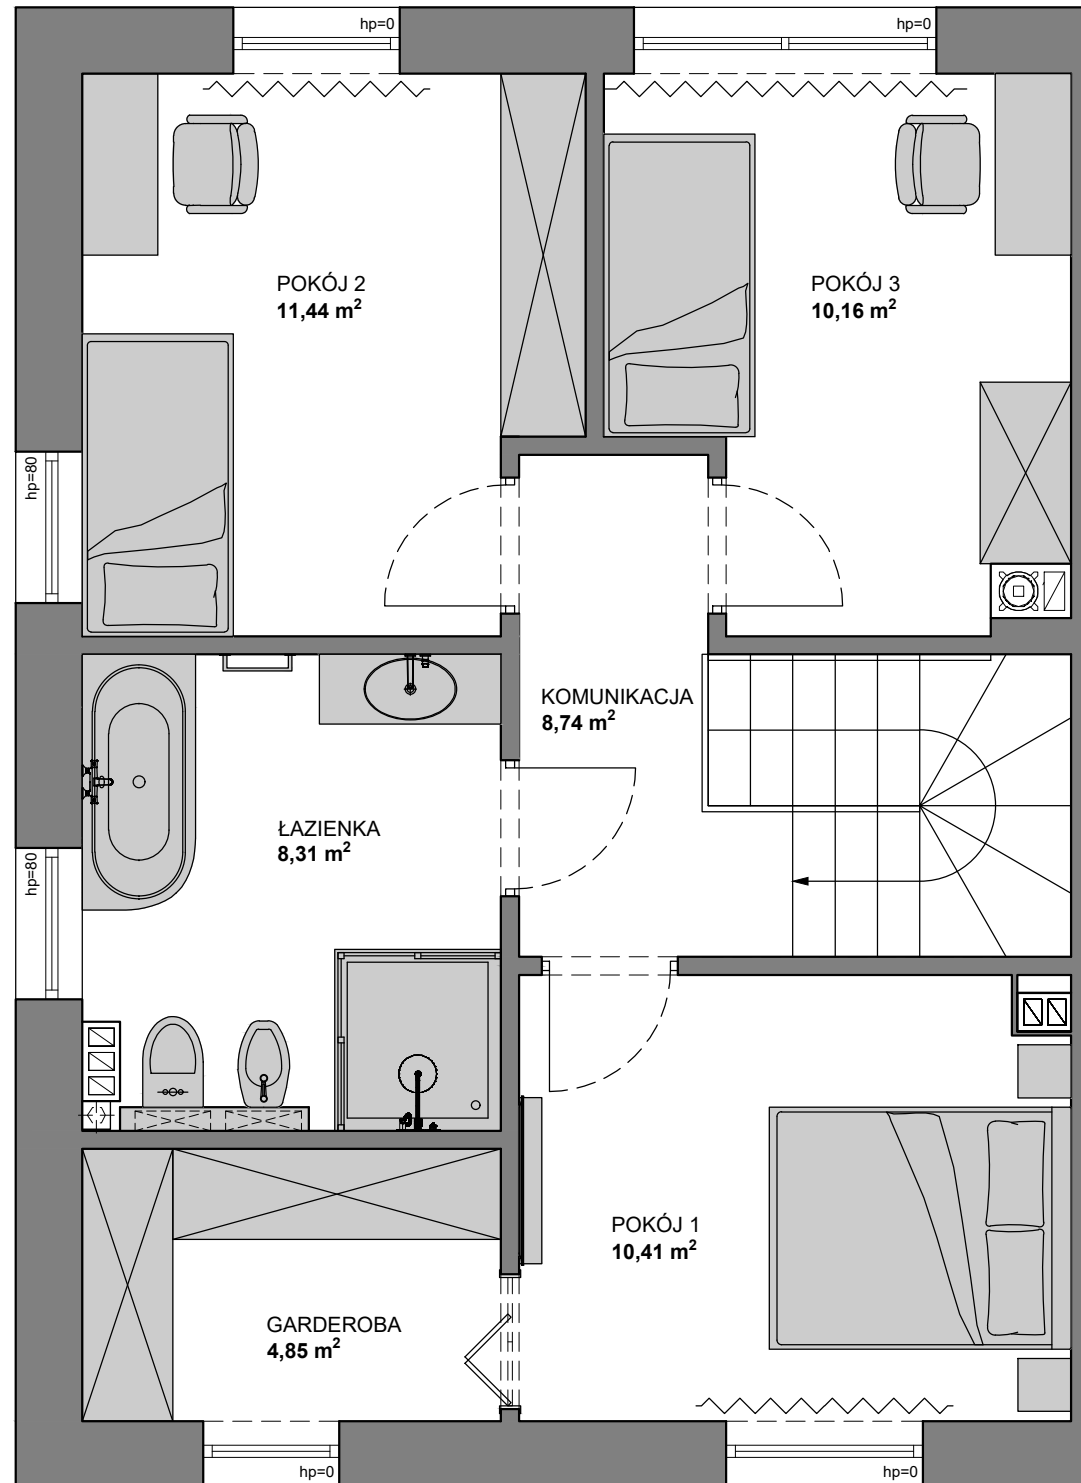 hp=0
hp=0
POKÓJ 2
11,44 m²
POKÓJ 3
10,16 m²
hp=80
KOMUNIKACJA
8,74 m²
ŁAZIENKA
8,31 m²
hp=80
POKÓJ 1
10,41 m²
GARDEROBA
4,85 m²
hp=0
hp=0